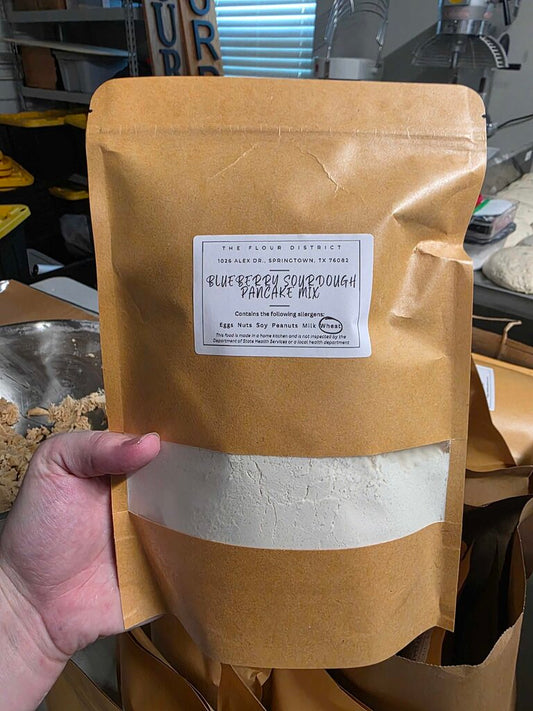 ÜR
UR
THE FLOUR DISTRICT
1026 ALEX DR., SPRINGTOWN, TX 76082
BLUEBERRY SOURDOUGH
PANCAKE MIX
Contains the following allergens:
Eggs Nuts Soy Peanuts Milk Wheat
This food is made in a home kitchen and is not inspected by the
Department of State Health Services or a local health department